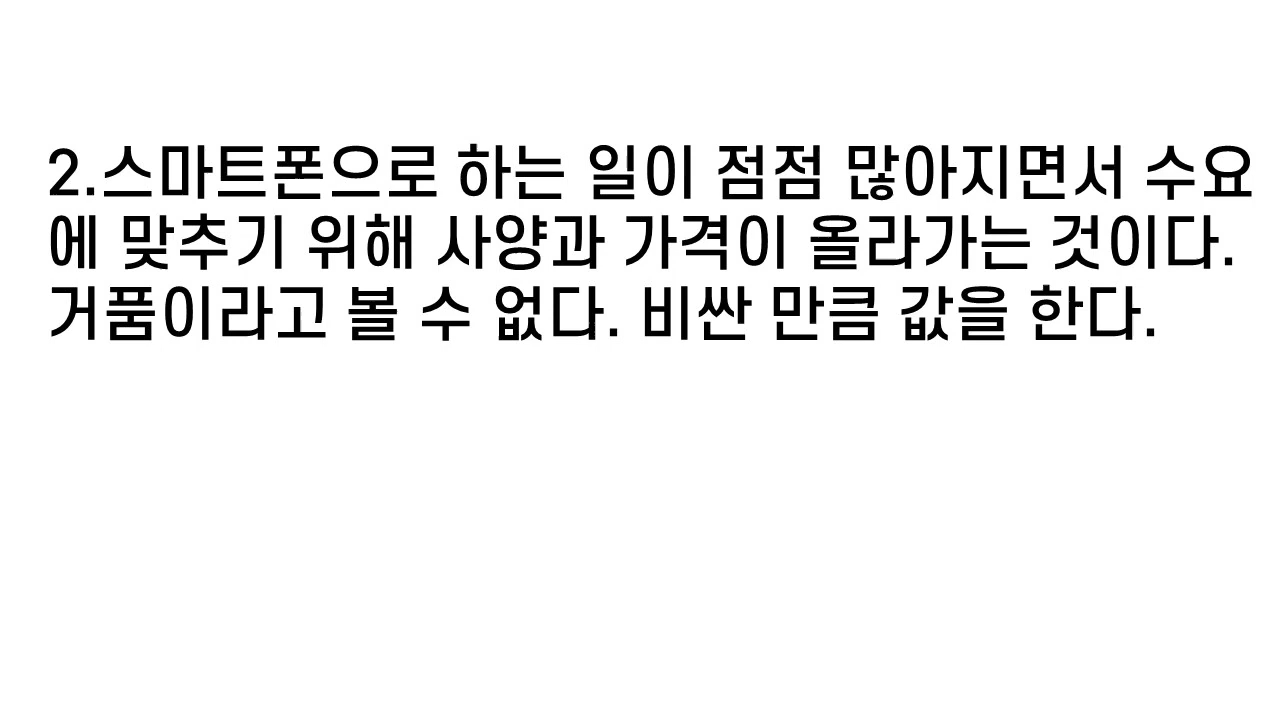 2.스마트폰으로 하는 일이 점점 많아지면서 수요
에 맞추기 위해 사양과 가격이 올라가는 것이다.
거품이라고 볼 수 없다. 비싼 만큼 값을 한다.